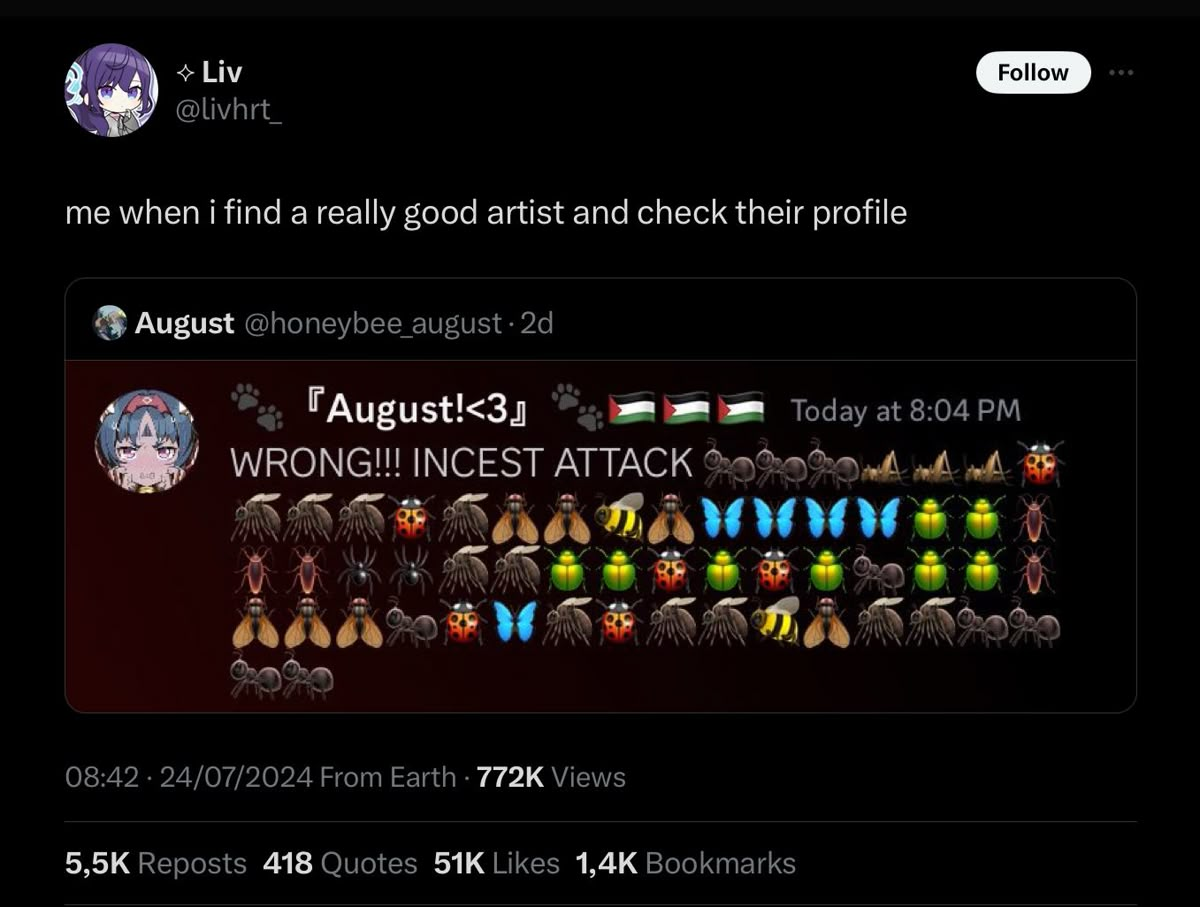 ✧ Liv
Follow
@livhrt_
me when i find a really good artist and check their profile
August @honeybee_august · 2d
🐾 『August!<3』 🐾🇵🇸🇵🇸🇵🇸 Today at 8:04 PM
WRONG!!! INCEST ATTACK 🐜🐜🐜🦗🦗🦗🐞
🦟🦟🦟🐞🦟🪰🪰🐝🪰🦋🦋🦋🦋🪲🪲🪳
🪳🪳🕷️🕷️🦟🦟🪲🪲🐞🪲🐞🪲🐜🪲🪲🪳
🪰🪰🪰🐜🐞🦋🦟🐞🦟🦟🐝🪰🦟🦟🐜🐜
🐜🐜
08:42 · 24/07/2024 From Earth · 772K Views
5,5K Reposts 418 Quotes 51K Likes 1,4K Bookmarks